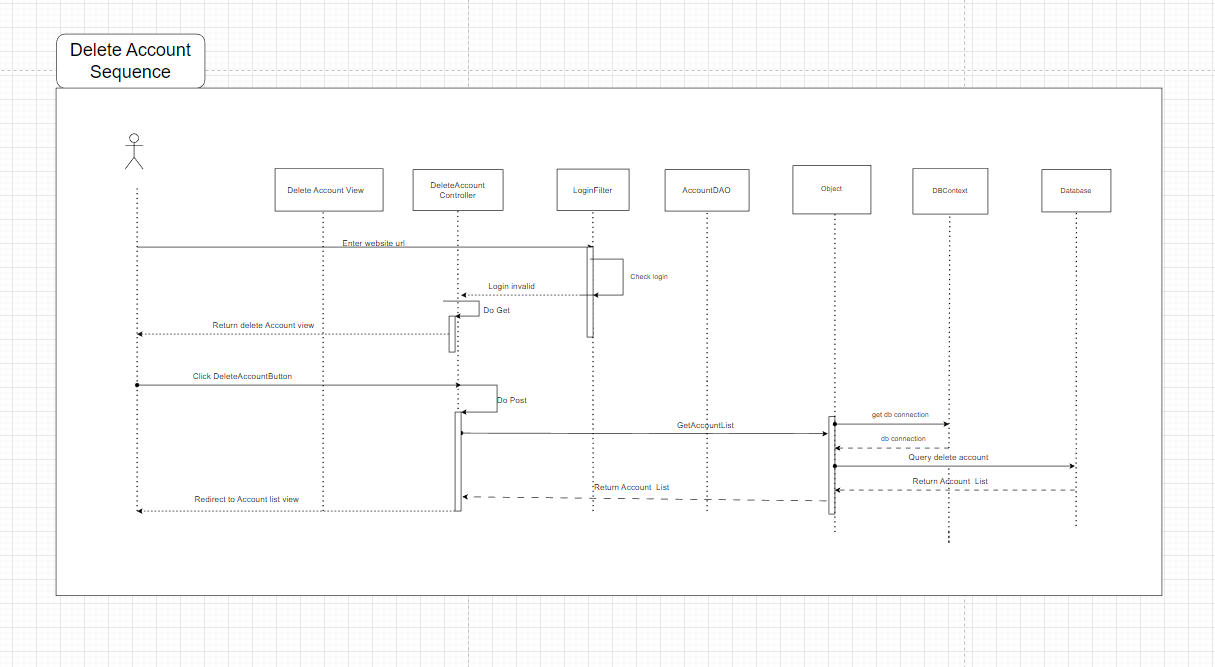 Delete Account
Sequence
Delete Account View
DeleteAccount
Controller
LoginFilter
AccountDAO
Object
DBContext
Database
Enter website url
Check login
Login invalid
Do Get
Return delete Account view
Click DeleteAccountButton
Do Post
get db connection
GetAccountList
db connection
Query delete account
Return Account List
Return Account List
Redirect to Account list view